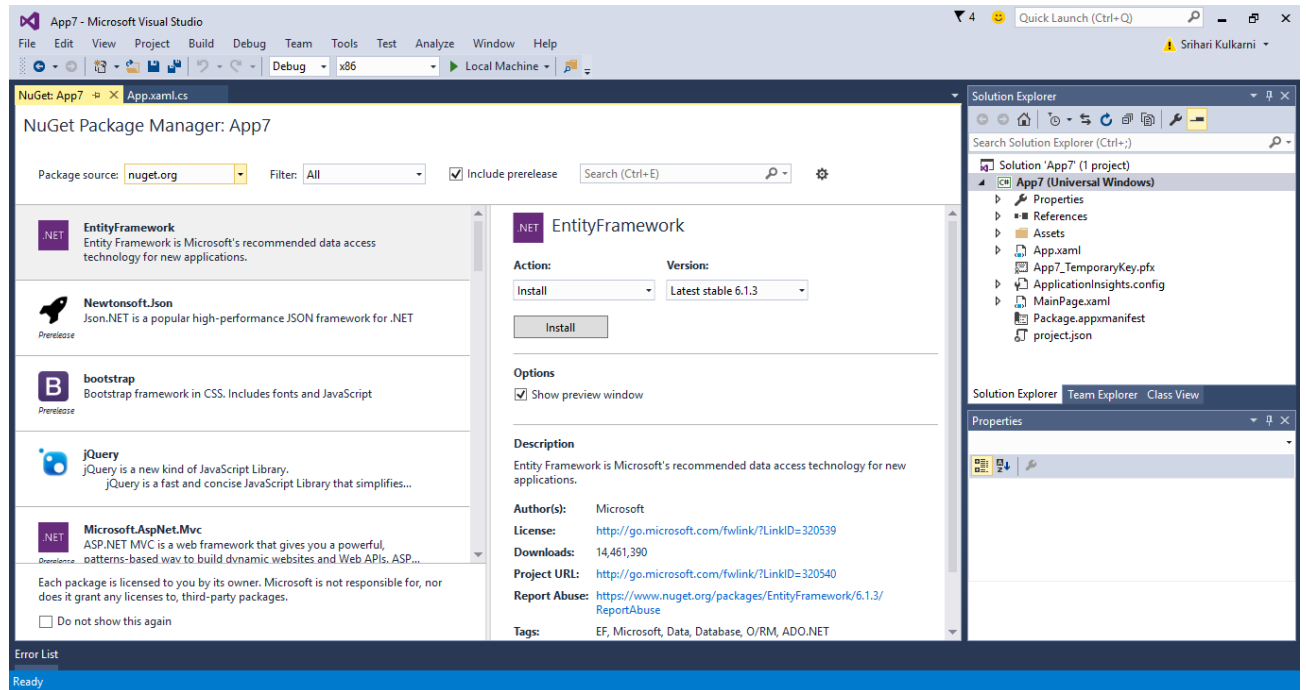 App7 - Microsoft Visual Studio
4
Quick Launch (Ctrl+Q)
File Edit View Project Build Debug Team Tools Test Analyze Window Help
Srihari Kulkarni
Debug x86 Local Machine
NuGet: App7 App.xaml.cs
NuGet Package Manager: App7
Package source: nuget.org Filter: All Include prerelease Search (Ctrl+E)
.NET
EntityFramework
Entity Framework is Microsoft's recommended data access
technology for new applications.
Newtonsoft.Json
Json.NET is a popular high-performance JSON framework for .NET
Prerelease
B
bootstrap
Bootstrap framework in CSS. Includes fonts and JavaScript
Prerelease
jQuery
jQuery is a new kind of JavaScript Library.
jQuery is a fast and concise JavaScript Library that simplifies...
.NET
Microsoft.AspNet.Mvc
ASP.NET MVC is a web framework that gives you a powerful,
Prerelease
patterns-based way to build dynamic websites and Web APIs. ASP...
Each package is licensed to you by its owner. Microsoft is not responsible for, nor
does it grant any licenses to, third-party packages.
Do not show this again
.NET
EntityFramework
Action: Version:
Install Latest stable 6.1.3
Install
Options
Show preview window
Description
Entity Framework is Microsoft's recommended data access technology for new
applications.
Author(s): Microsoft
License: http://go.microsoft.com/fwlink/?LinkID=320539
Downloads: 14,461,390
Project URL: http://go.microsoft.com/fwlink/?LinkID=320540
Report Abuse: https://www.nuget.org/packages/EntityFramework/6.1.3/
ReportAbuse
Tags: EF, Microsoft, Data, Database, O/RM, ADO.NET
Solution Explorer
Search Solution Explorer (Ctrl+;)
Solution 'App7' (1 project)
C# App7 (Universal Windows)
Properties
References
Assets
App.xaml
App7_TemporaryKey.pfx
ApplicationInsights.config
MainPage.xaml
Package.appxmanifest
project.json
Solution Explorer Team Explorer Class View
Properties
Error List
Ready